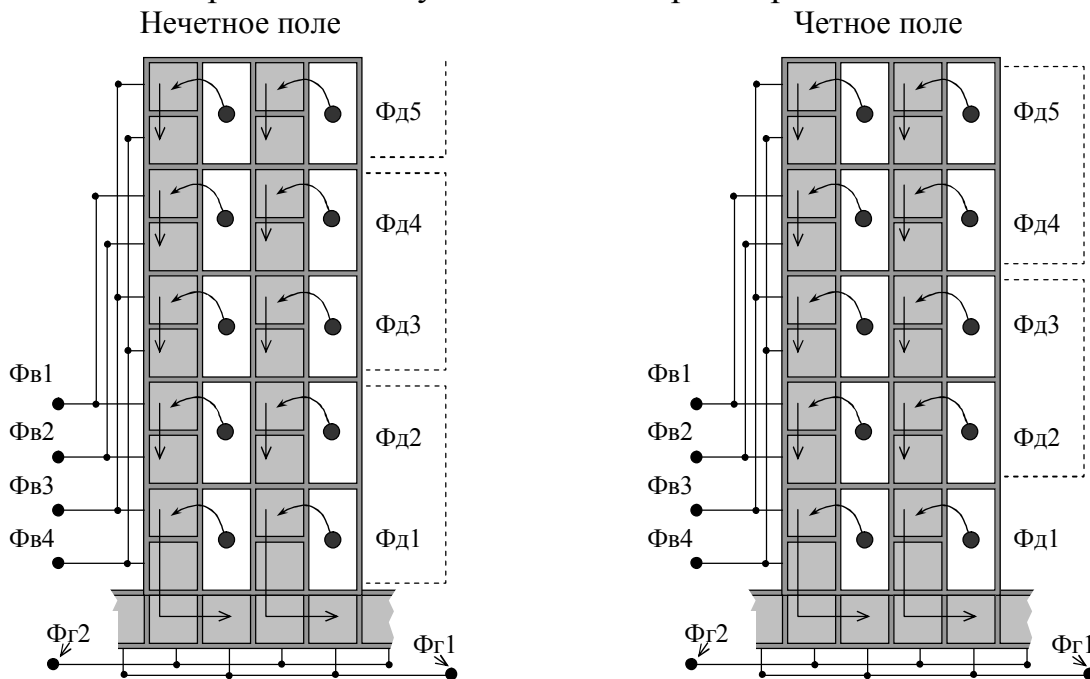 Нечетное поле
Фд5
Фд4
Фд3
Фв1
Фд2
Фв2
Фв3
Фв4
Фд1
Фг2
Фг1
Четное поле
Фд5
Фд4
Фд3
Фв1
Фд2
Фв2
Фв3
Фв4
Фд1
Фг2
Фг1